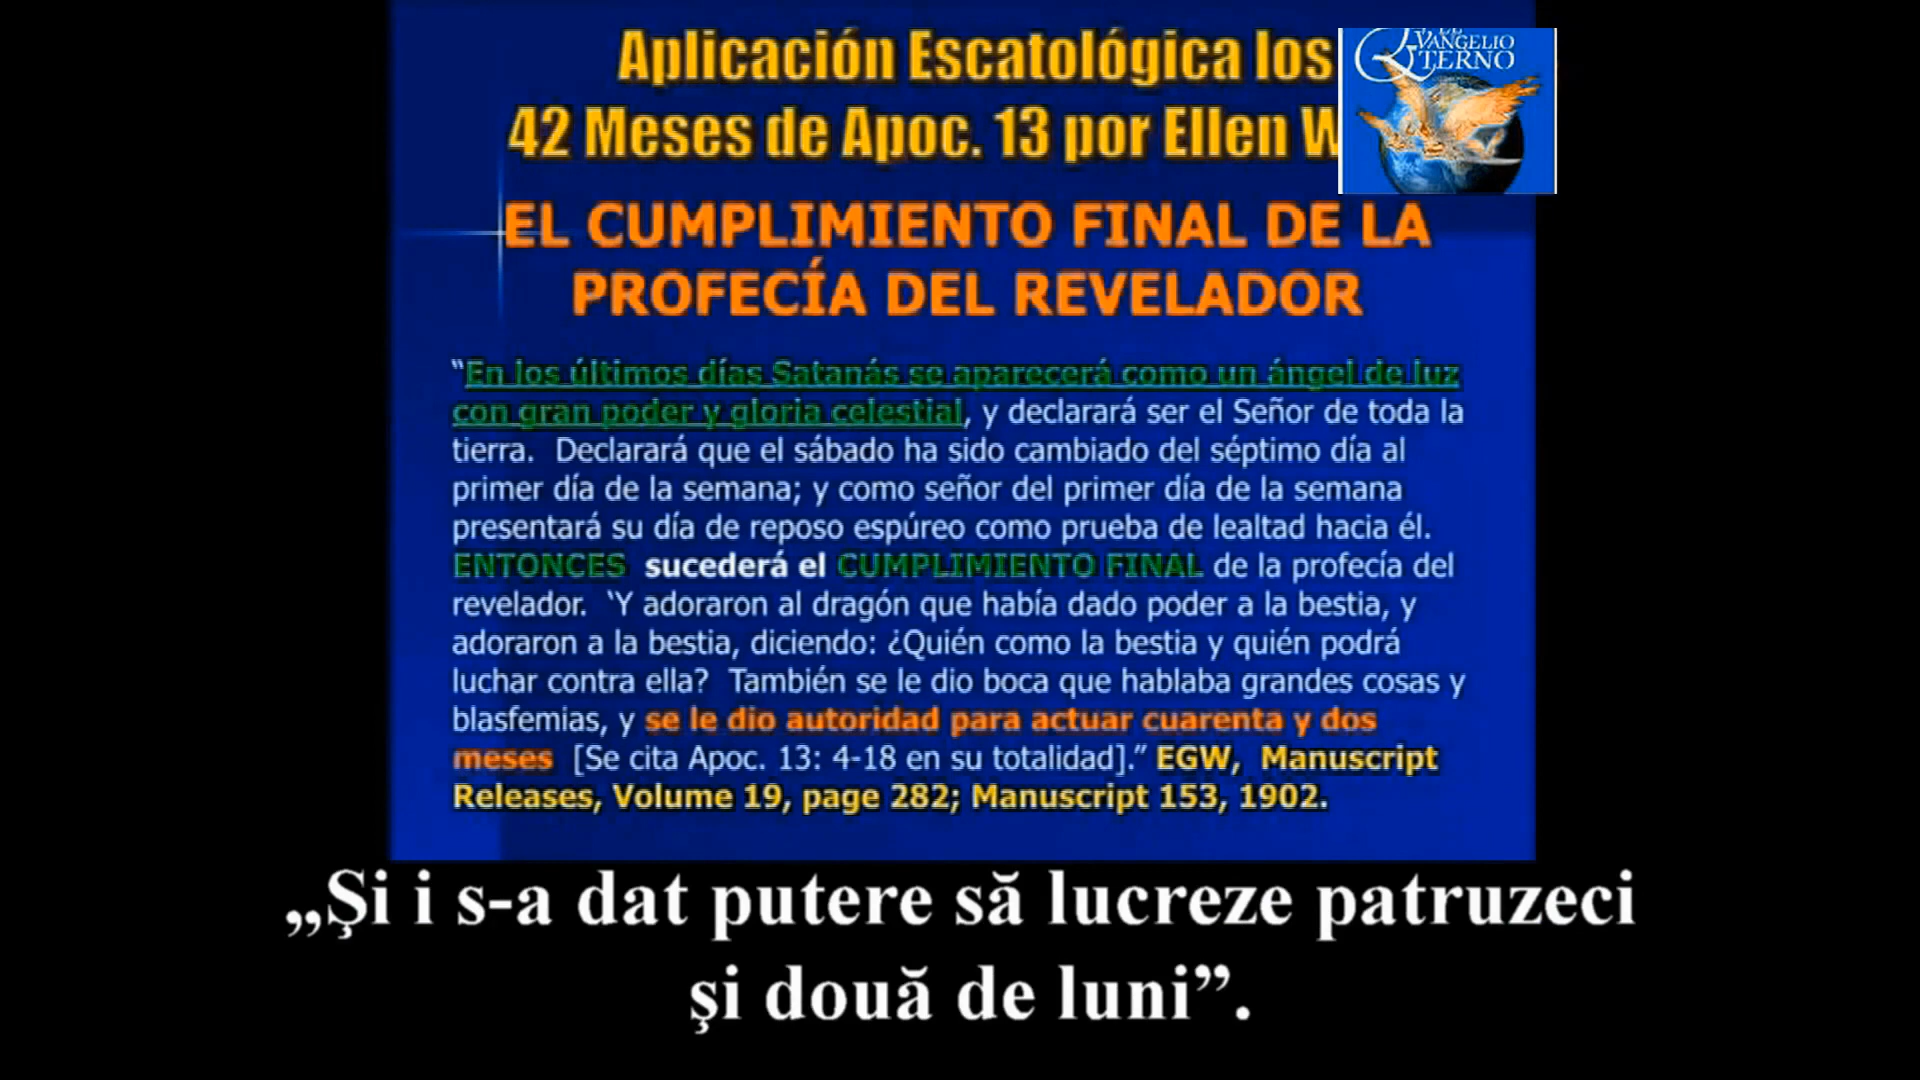 Aplicación Escatológica los
42 Meses de Apoc. 13 por Ellen
VANGELIO
TERNO
EL CUMPLIMIENTO FINAL DE LA
PROFECÍA DEL REVELADOR
“En los últimos días Satanás se aparecerá como un ángel de luz
con gran poder y gloria celestial, y declarará ser el Señor de toda la
tierra. Declarará que el sábado ha sido cambiado del séptimo día al
primer día de la semana; y como señor del primer día de la semana
presentará su día de reposo espúreo como prueba de lealtad hacia él.
ENTONCES sucederá el CUMPLIMIENTO FINAL de la profecía del
revelador. ‘Y adoraron al dragón que había dado poder a la bestia, y
adoraron a la bestia, diciendo: ¿Quién como la bestia y quién podrá
luchar contra ella? También se le dio boca que hablaba grandes cosas y
blasfemias, y se le dio autoridad para actuar cuarenta y dos
meses [Se cita Apoc. 13: 4-18 en su totalidad].” EGW, Manuscript
Releases, Volume 19, page 282; Manuscript 153, 1902.
„Şi i s-a dat putere să lucreze patruzeci
şi două de luni”.